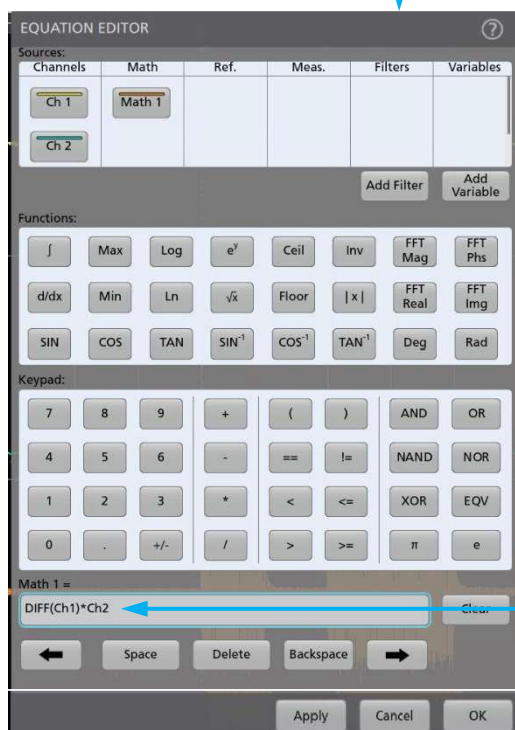 EQUATION EDITOR ?
Sources:
Channels Math Ref. Meas. Filters Variables
Ch 1 Math 1
Ch 2
Add Filter Add Variable
Functions:
∫ Max Log eʸ Ceil Inv FFT Mag FFT Phs
d/dx Min Ln √x Floor |x| FFT Real FFT Img
SIN COS TAN SIN⁻¹ COS⁻¹ TAN⁻¹ Deg Rad
Keypad:
7 8 9 + ( ) AND OR
4 5 6 - == != NAND NOR
1 2 3 * < <= XOR EQV
0 . +/- / > >= π e
Math 1 =
DIFF(Ch1)*Ch2 Clear
Space Delete Backspace
Apply Cancel OK